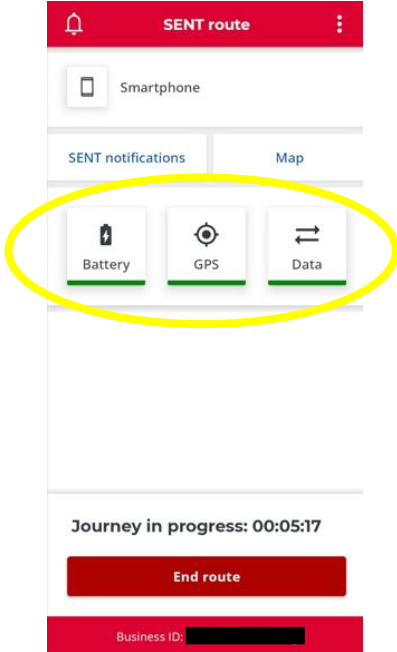 SENT route
Smartphone
SENT notifications Map
Battery GPS Data
Journey in progress: 00:05:17
End route
Business ID: